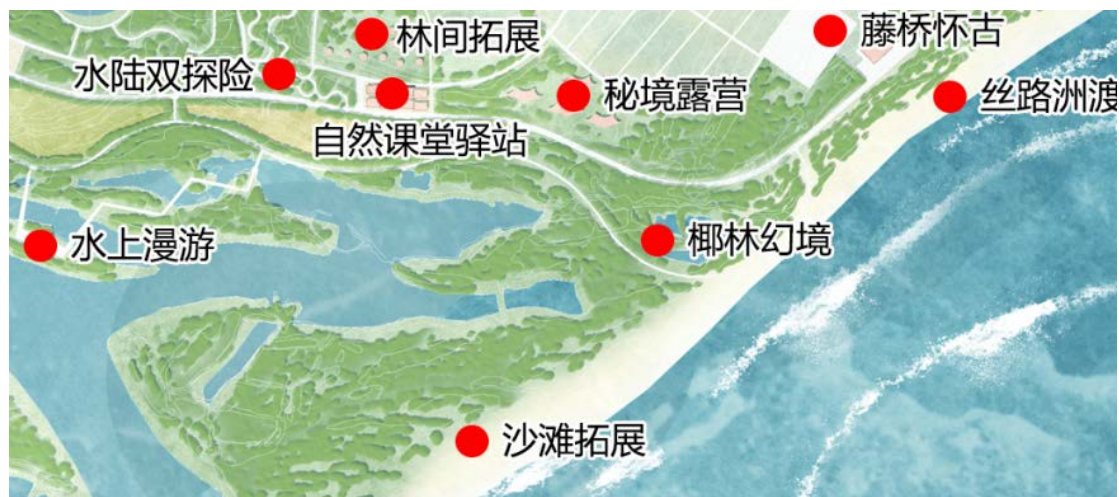 林间拓展
藤桥怀古
水陆双探险
秘境露营
丝路洲渡
自然课堂驿站
水上漫游
椰林幻境
沙滩拓展